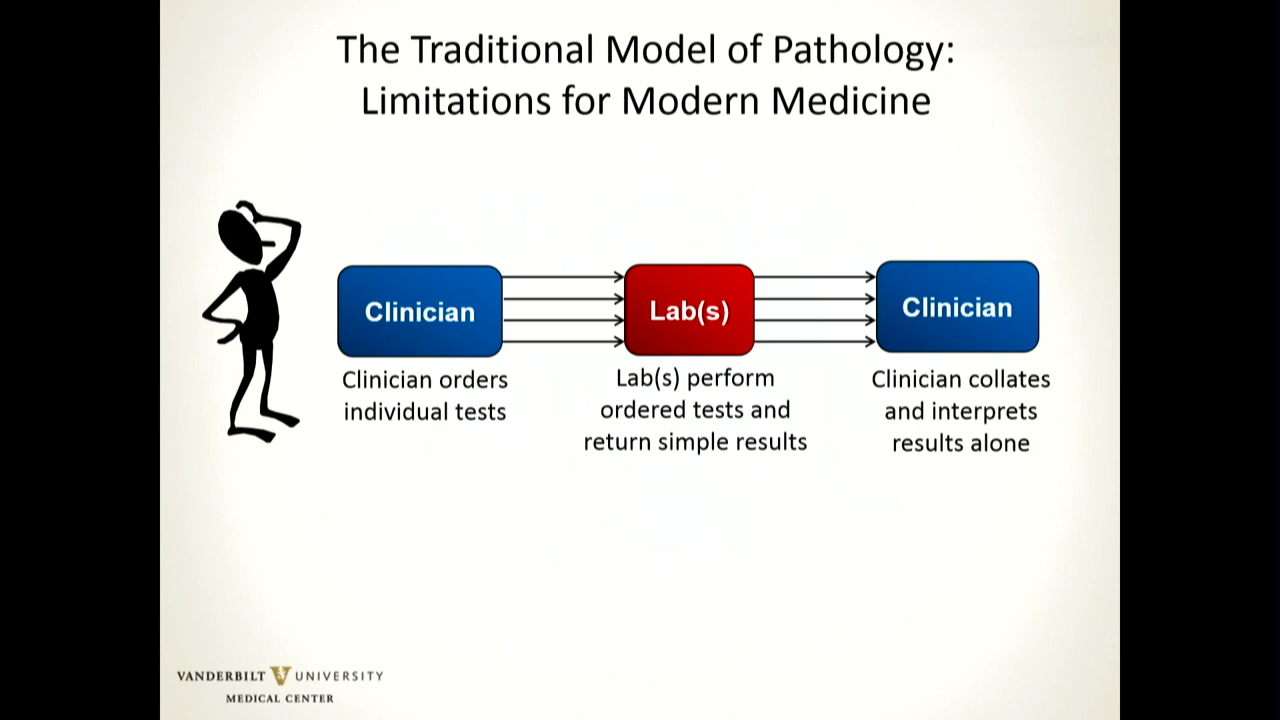 The Traditional Model of Pathology:
Limitations for Modern Medicine
Clinician
Lab(s)
Clinician
Clinician orders
individual tests
Lab(s) perform
ordered tests and
return simple results
Clinician collates
and interprets
results alone
VANDERBILT V UNIVERSITY
MEDICAL CENTER